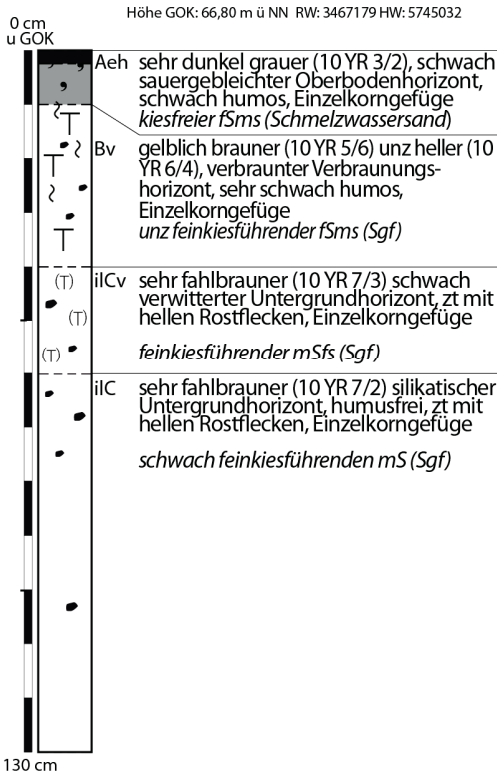 Höhe GOK: 66,80 m ü NN RW: 3467179 HW: 5745032
0 cm
u GOK
Aeh
sehr dunkel grauer (10 YR 3/2), schwach
sauergebleichter Oberbodenhorizont,
schwach humos, Einzelkorngefüge
kiesfreier fSms (Schmelzwassersand)
Bv
gelblich brauner (10 YR 5/6) unz heller (10
YR 6/4), verbraunter Verbraunungs-
horizont, sehr schwach humos,
Einzelkorngefüge
unz feinkiesführender fSms (Sgf)
T
T
T
ilCv
sehr fahlbrauner (10 YR 7/3) schwach
verwitterter Untergrundhorizont, zt mit
hellen Rostflecken, Einzelkorngefüge
feinkiesführender mSfs (Sgf)
(T)
(T)
(T)
ilC
sehr fahlbrauner (10 YR 7/2) silikatischer
Untergrundhorizont, humusfrei, zt mit
hellen Rostflecken, Einzelkorngefüge
schwach feinkiesführenden mS (Sgf)
130 cm